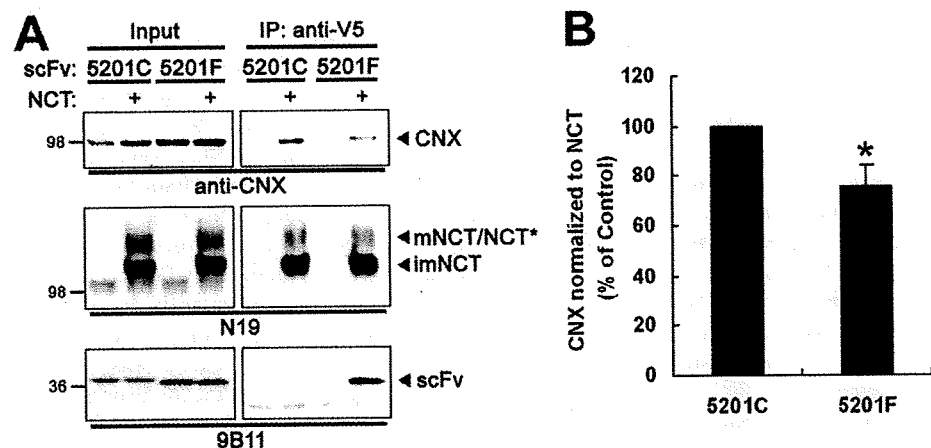 A
Input
IP: anti-V5
scFv: 5201C 5201F 5201C 5201F
NCT: + + + +
98
CNX
anti-CNX
mNCT/NCT*
imNCT
98
N19
36
scFv
9B11
B
CNX normalized to NCT
(% of Control)
120
100
80
60
40
20
0
*
5201C
5201F